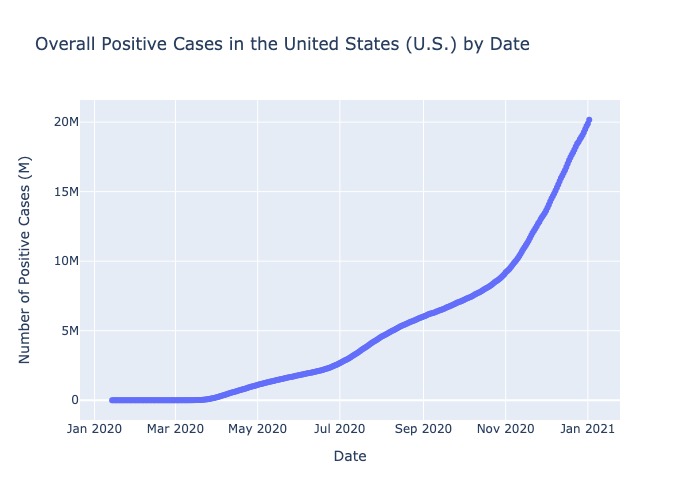 Overall Positive Cases in the United States (U.S.) by Date
Number of Positive Cases (M)
20M
15M
10M
5M
0
Jan 2020 Mar 2020 May 2020 Jul 2020 Sep 2020 Nov 2020 Jan 2021
Date